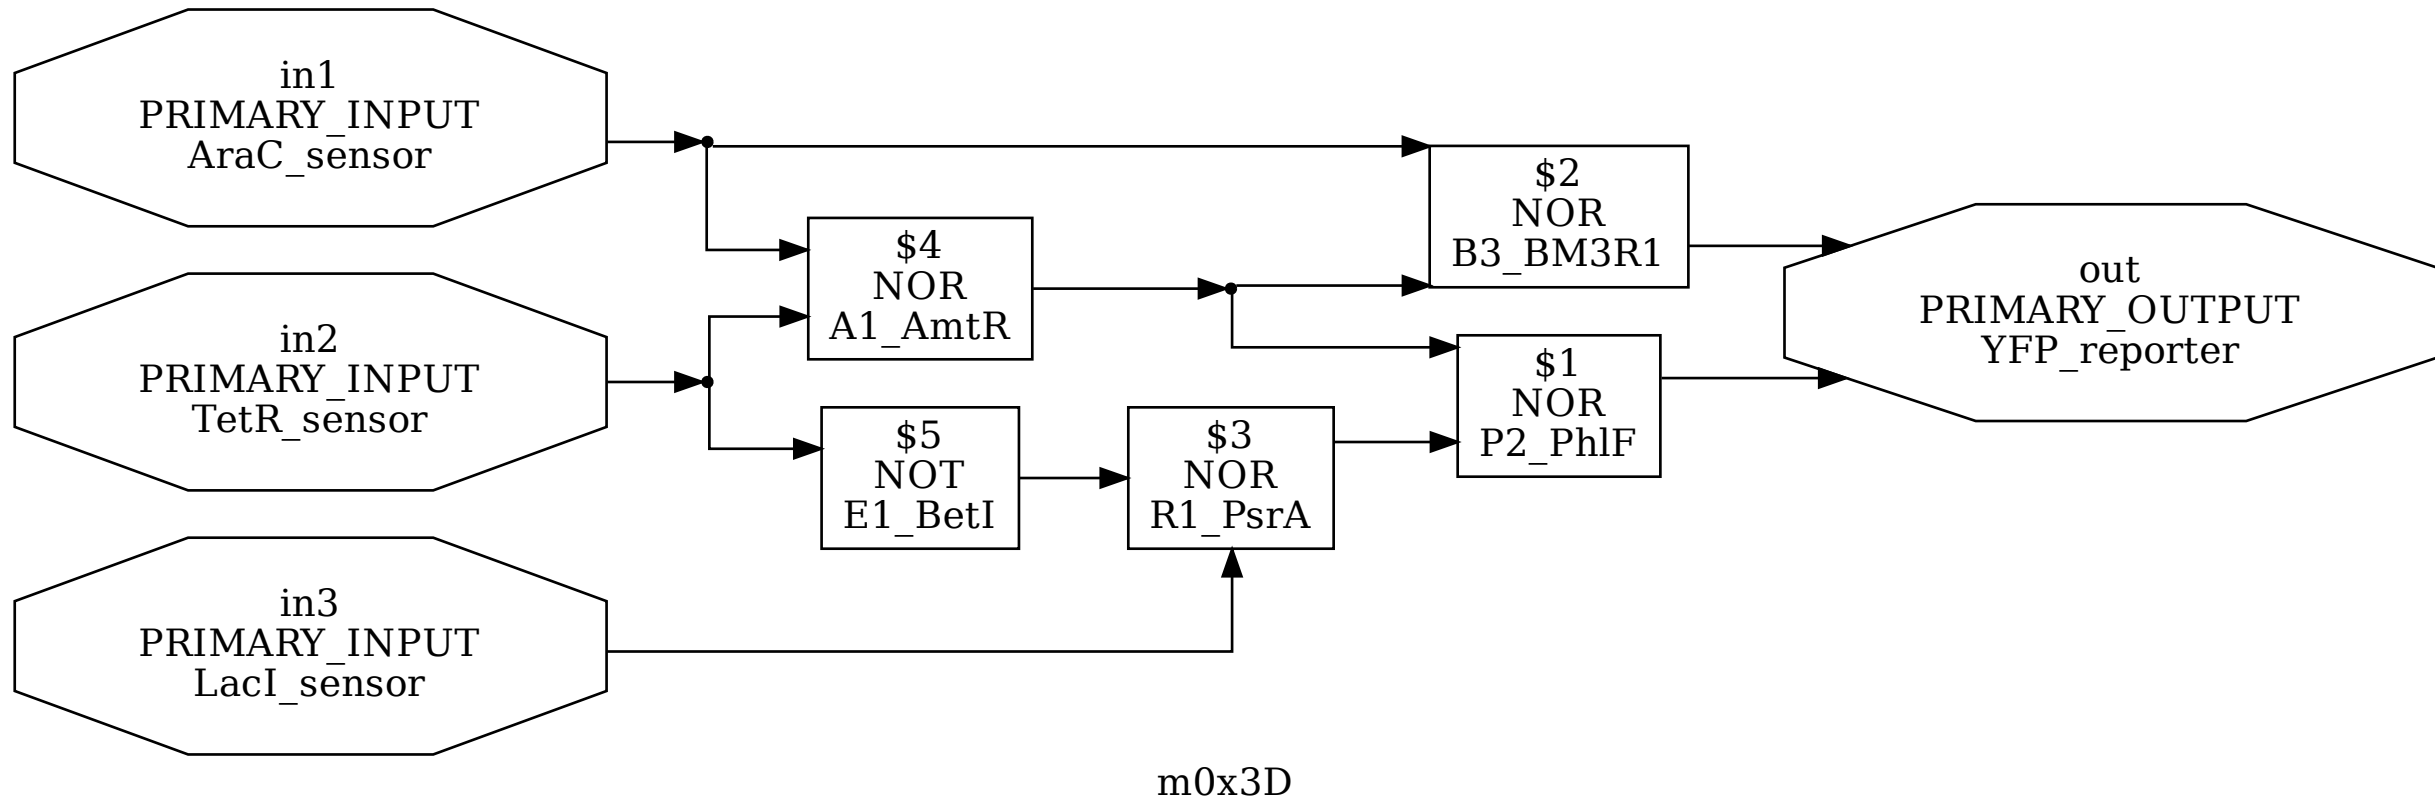 in1
PRIMARY_INPUT
AraC_sensor
in2
PRIMARY_INPUT
TetR_sensor
in3
PRIMARY_INPUT
LacI_sensor
$4
NOR
A1_AmtR
$5
NOT
E1_BetI
$3
NOR
R1_PsrA
$2
NOR
B3_BM3R1
$1
NOR
P2_PhlF
out
PRIMARY_OUTPUT
YFP_reporter
m0x3D